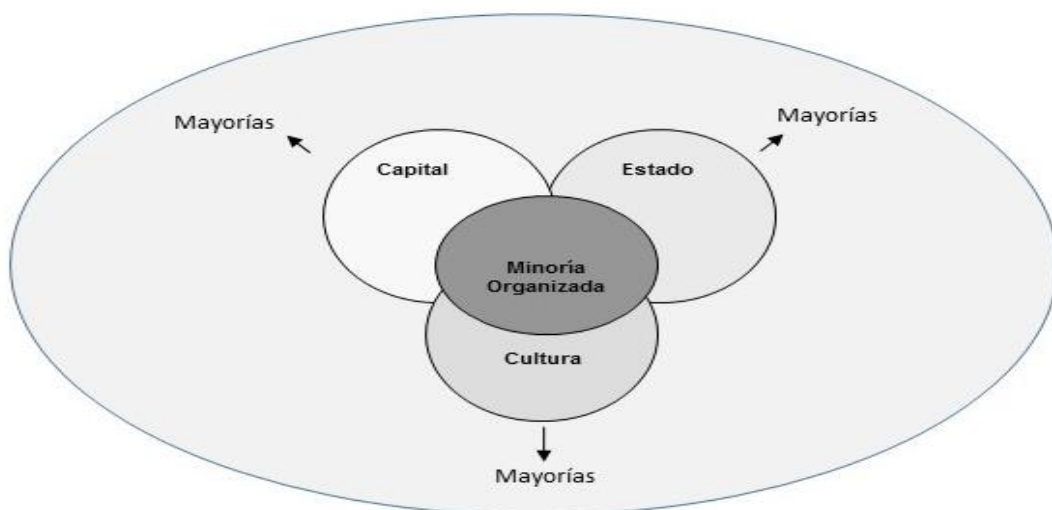 Mayorías
Mayorías
Capital
Estado
Minoría
Organizada
Cultura
Mayorías